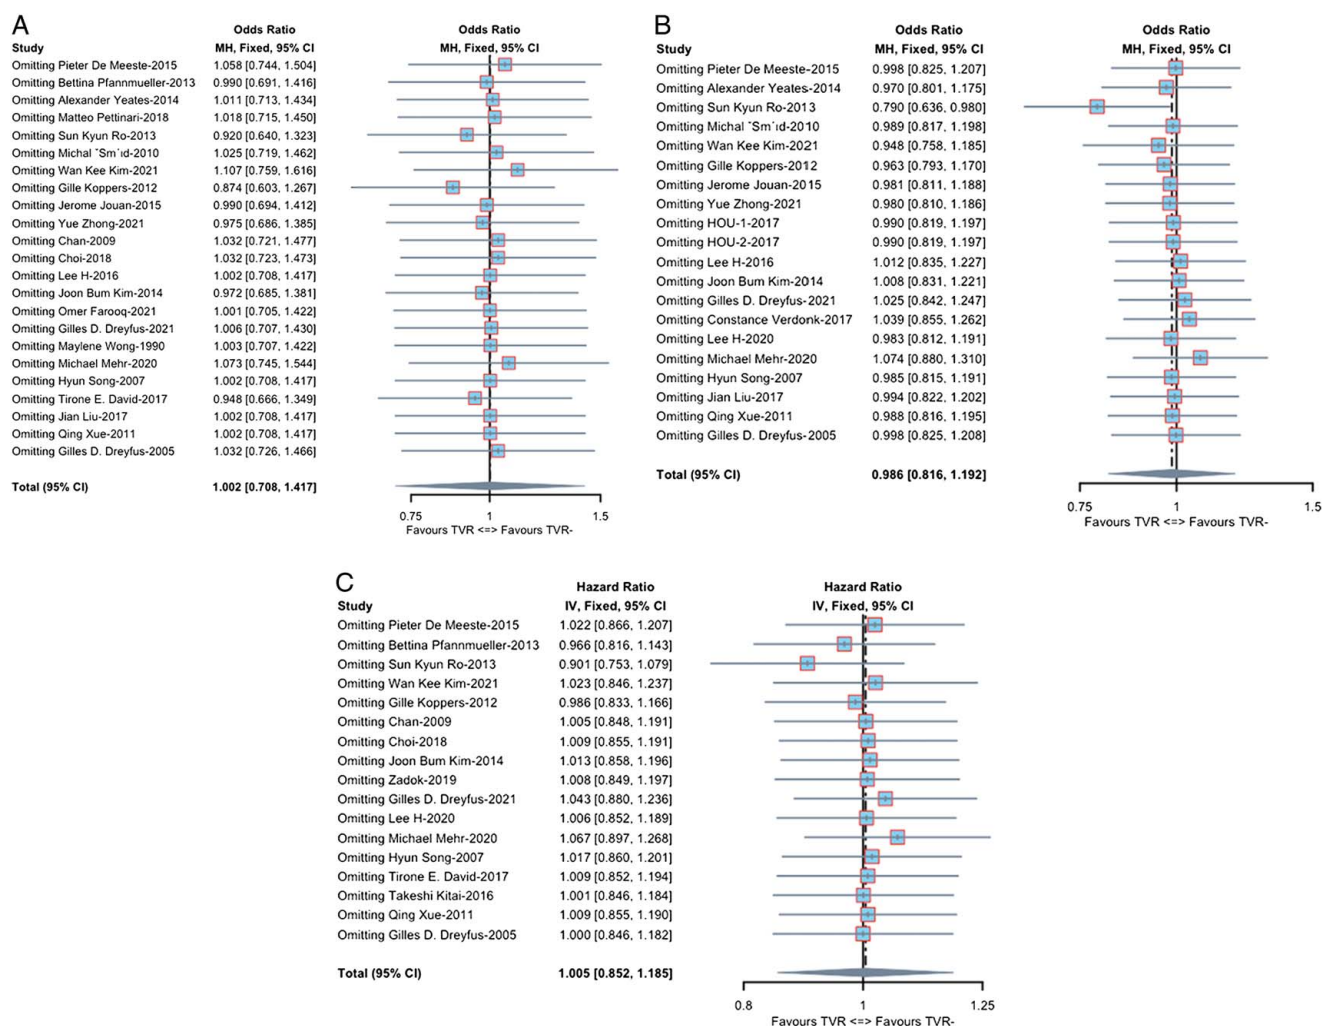 A
Odds Ratio Odds Ratio
Study MH, Fixed, 95% CI MH, Fixed, 95% CI
Omitting Pieter De Meeste-2015 1.058 [0.744, 1.504]
Omitting Bettina Pfannmueller-2013 0.990 [0.691, 1.416]
Omitting Alexander Yeates-2014 1.011 [0.713, 1.434]
Omitting Matteo Pettinari-2018 1.018 [0.715, 1.450]
Omitting Sun Kyun Ro-2013 0.920 [0.640, 1.323]
Omitting Michal ˇSm´ıd-2010 1.025 [0.719, 1.462]
Omitting Wan Kee Kim-2021 1.107 [0.759, 1.616]
Omitting Gille Koppers-2012 0.874 [0.603, 1.267]
Omitting Jerome Jouan-2015 0.990 [0.694, 1.412]
Omitting Yue Zhong-2021 0.975 [0.686, 1.385]
Omitting Chan-2009 1.032 [0.721, 1.477]
Omitting Choi-2018 1.032 [0.723, 1.473]
Omitting Lee H-2016 1.002 [0.708, 1.417]
Omitting Joon Bum Kim-2014 0.972 [0.685, 1.381]
Omitting Omer Farooq-2021 1.001 [0.705, 1.422]
Omitting Gilles D. Dreyfus-2021 1.006 [0.707, 1.430]
Omitting Maylene Wong-1990 1.003 [0.707, 1.422]
Omitting Michael Mehr-2020 1.073 [0.745, 1.544]
Omitting Hyun Song-2007 1.002 [0.708, 1.417]
Omitting Tirone E. David-2017 0.948 [0.666, 1.349]
Omitting Jian Liu-2017 1.002 [0.708, 1.417]
Omitting Qing Xue-2011 1.002 [0.708, 1.417]
Omitting Gilles D. Dreyfus-2005 1.032 [0.726, 1.466]
Total (95% CI) 1.002 [0.708, 1.417]
0.75 1 1.5
Favours TVR <=> Favours TVR-
B
Odds Ratio Odds Ratio
Study MH, Fixed, 95% CI MH, Fixed, 95% CI
Omitting Pieter De Meeste-2015 0.998 [0.825, 1.207]
Omitting Alexander Yeates-2014 0.970 [0.801, 1.175]
Omitting Sun Kyun Ro-2013 0.790 [0.636, 0.980]
Omitting Michal ˇSm´ıd-2010 0.989 [0.817, 1.198]
Omitting Wan Kee Kim-2021 0.948 [0.758, 1.185]
Omitting Gille Koppers-2012 0.963 [0.793, 1.170]
Omitting Jerome Jouan-2015 0.981 [0.811, 1.188]
Omitting Yue Zhong-2021 0.980 [0.810, 1.186]
Omitting HOU-1-2017 0.990 [0.819, 1.197]
Omitting HOU-2-2017 0.990 [0.819, 1.197]
Omitting Lee H-2016 1.012 [0.835, 1.227]
Omitting Joon Bum Kim-2014 1.008 [0.831, 1.221]
Omitting Gilles D. Dreyfus-2021 1.025 [0.842, 1.247]
Omitting Constance Verdonk-2017 1.039 [0.855, 1.262]
Omitting Lee H-2020 0.983 [0.812, 1.191]
Omitting Michael Mehr-2020 1.074 [0.880, 1.310]
Omitting Hyun Song-2007 0.985 [0.815, 1.191]
Omitting Jian Liu-2017 0.994 [0.822, 1.202]
Omitting Qing Xue-2011 0.988 [0.816, 1.195]
Omitting Gilles D. Dreyfus-2005 0.998 [0.825, 1.208]
Total (95% CI) 0.986 [0.816, 1.192]
0.75 1 1.5
Favours TVR <=> Favours TVR-
C
Hazard Ratio Hazard Ratio
Study IV, Fixed, 95% CI IV, Fixed, 95% CI
Omitting Pieter De Meeste-2015 1.022 [0.866, 1.207]
Omitting Bettina Pfannmueller-2013 0.966 [0.816, 1.143]
Omitting Sun Kyun Ro-2013 0.901 [0.753, 1.079]
Omitting Wan Kee Kim-2021 1.023 [0.846, 1.237]
Omitting Gille Koppers-2012 0.986 [0.833, 1.166]
Omitting Chan-2009 1.005 [0.848, 1.191]
Omitting Choi-2018 1.009 [0.855, 1.191]
Omitting Joon Bum Kim-2014 1.013 [0.858, 1.196]
Omitting Zadok-2019 1.008 [0.849, 1.197]
Omitting Gilles D. Dreyfus-2021 1.043 [0.880, 1.236]
Omitting Lee H-2020 1.006 [0.852, 1.189]
Omitting Michael Mehr-2020 1.067 [0.897, 1.268]
Omitting Hyun Song-2007 1.017 [0.860, 1.201]
Omitting Tirone E. David-2017 1.009 [0.852, 1.194]
Omitting Takeshi Kitai-2016 1.001 [0.846, 1.184]
Omitting Qing Xue-2011 1.009 [0.855, 1.190]
Omitting Gilles D. Dreyfus-2005 1.000 [0.846, 1.182]
Total (95% CI) 1.005 [0.852, 1.185]
0.8 1 1.25
Favours TVR <=> Favours TVR-